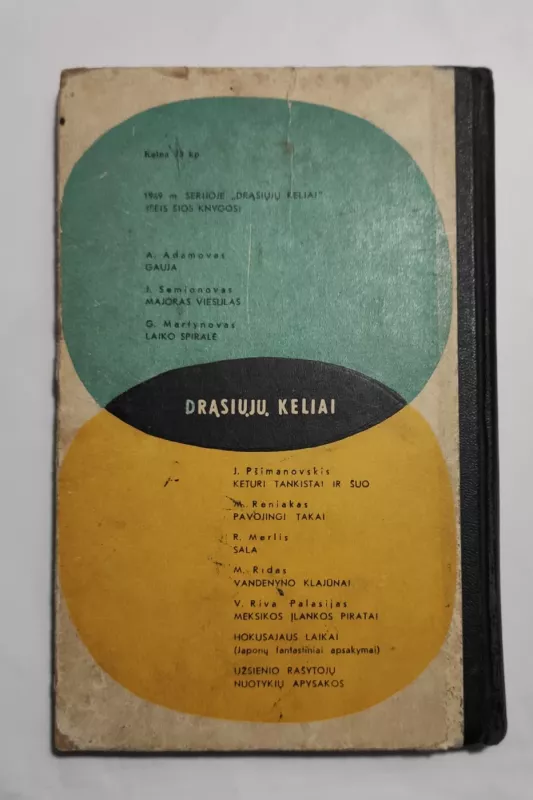 Kaina 73 kp
1969 m. SERIJOJE „DRĄSIŲJŲ KELIAI“
IŠEIS ŠIOS KNYGOS:
A. Adamovas
GAUJA
J. Semionovas
MAJORAS VIESULAS
G. Martynovas
LAIKO SPIRALĖ
DRĄSIŲJŲ KELIAI
J. Pšimanovskis
KETURI TANKISTAI IR ŠUO
M. Reniakas
PAVOJINGI TAKAI
R. Merlis
SALA
M. Ridas
VANDENYNO KLAJŪNAI
V. Riva Palasijas
MEKSIKOS ĮLANKOS PIRATAI
HOKUSAJAUS LAIKAI
(Japonų fantastiniai apsakymai)
UŽSIENIO RAŠYTOJŲ
NUOTYKIŲ APYSAKOS